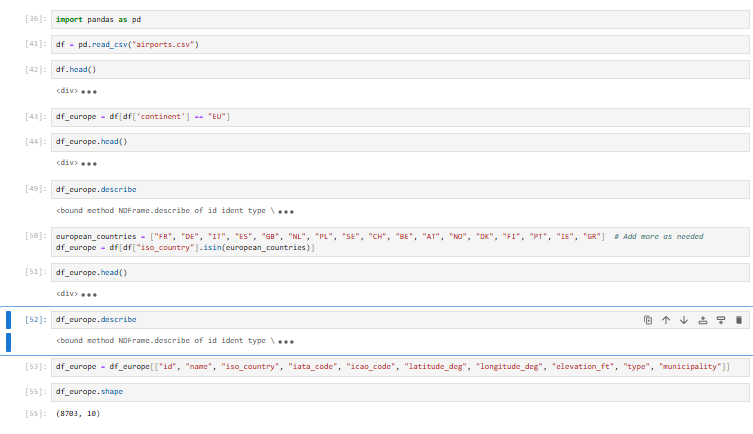 [36]: import pandas as pd
[41]: df = pd.read_csv("airports.csv")
[42]: df.head()
<div> •••
[43]: df_europe = df[df['continent'] == "EU"]
[44]: df_europe.head()
<div> •••
[49]: df_europe.describe
<bound method NDFrame.describe of id ident type \ •••
[50]: european_countries = ["FR", "DE", "IT", "ES", "GB", "NL", "PL", "SE", "CH", "BE", "AT", "NO", "DK", "FI", "PT", "IE", "GR"] # Add more as needed
df_europe = df[df["iso_country"].isin(european_countries)]
[51]: df_europe.head()
<div> •••
[52]: df_europe.describe
<bound method NDFrame.describe of id ident type \ •••
[53]: df_europe = df_europe[["id", "name", "iso_country", "iata_code", "icao_code", "latitude_deg", "longitude_deg", "elevation_ft", "type", "municipality"]]
[55]: df_europe.shape
[55]: (8703, 10)